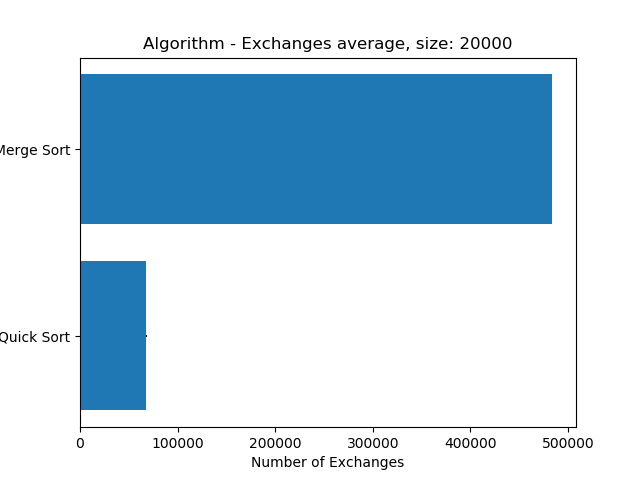 Algorithm - Exchanges average, size: 20000
Merge Sort
Quick Sort
0 100000 200000 300000 400000 500000
Number of Exchanges